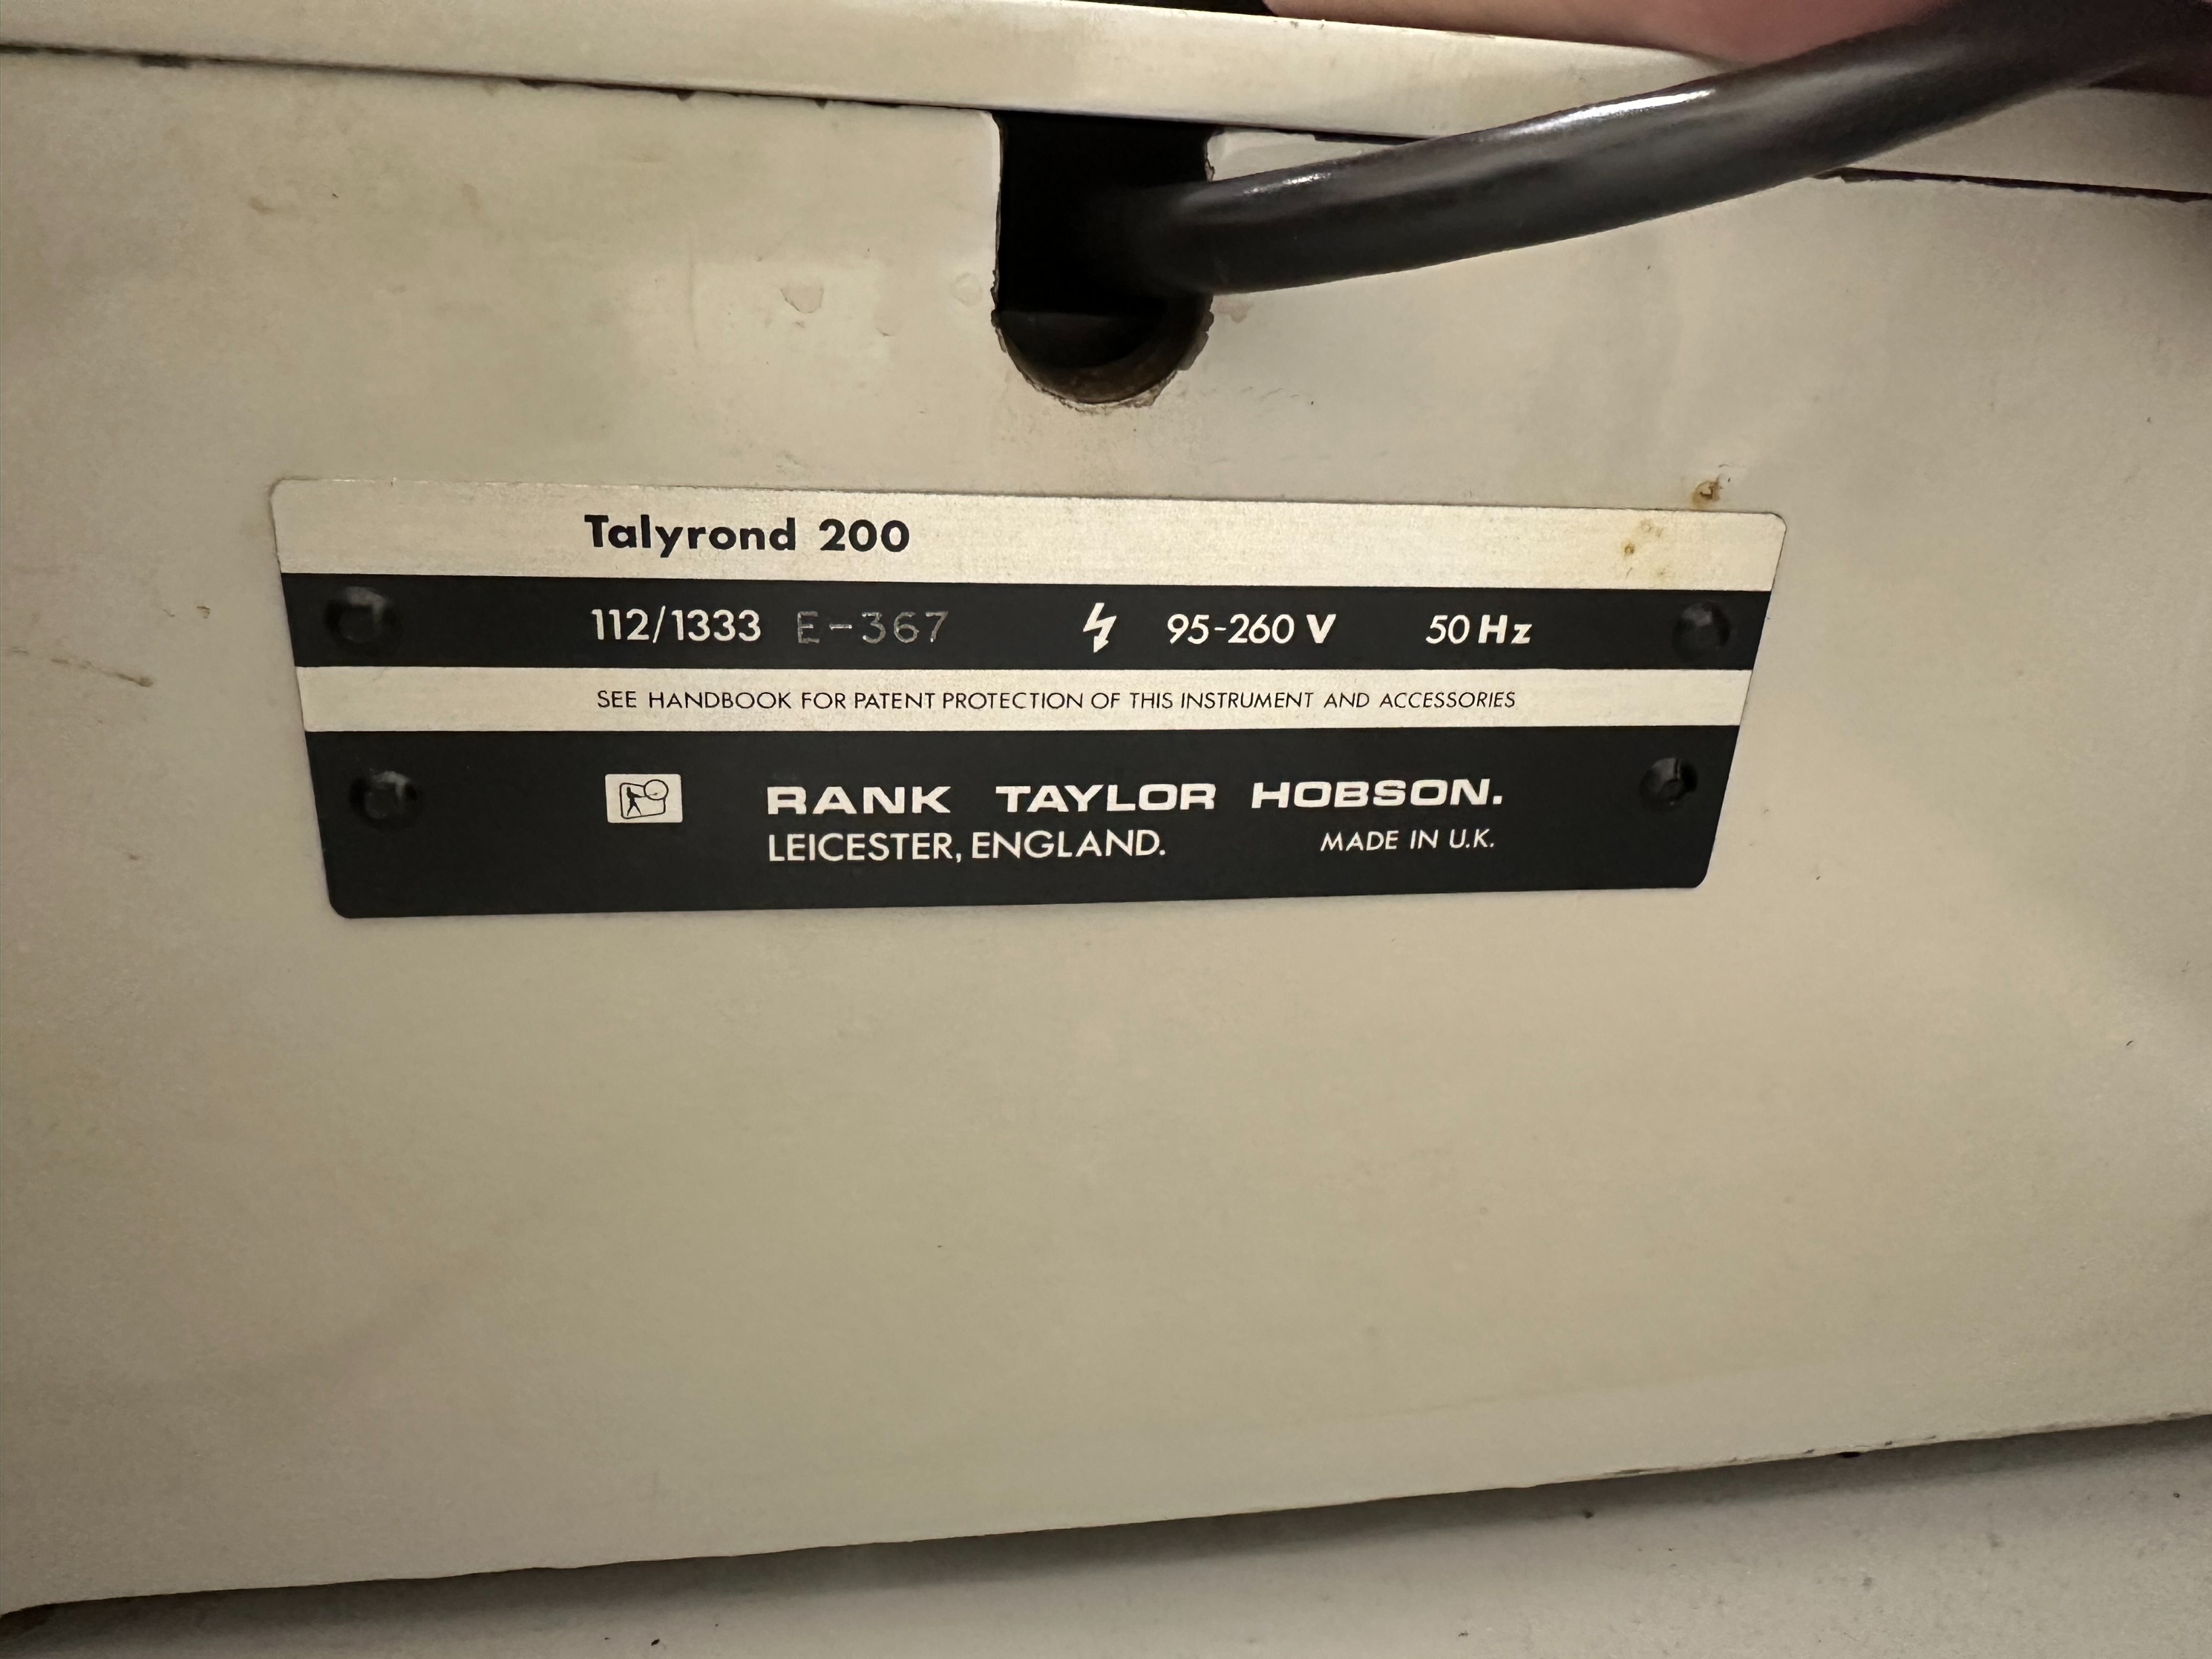 Talyrond 200
112/1333 E-367 95-260 V 50 Hz
SEE HANDBOOK FOR PATENT PROTECTION OF THIS INSTRUMENT AND ACCESSORIES
RANK TAYLOR HOBSON.
LEICESTER, ENGLAND. MADE IN U.K.